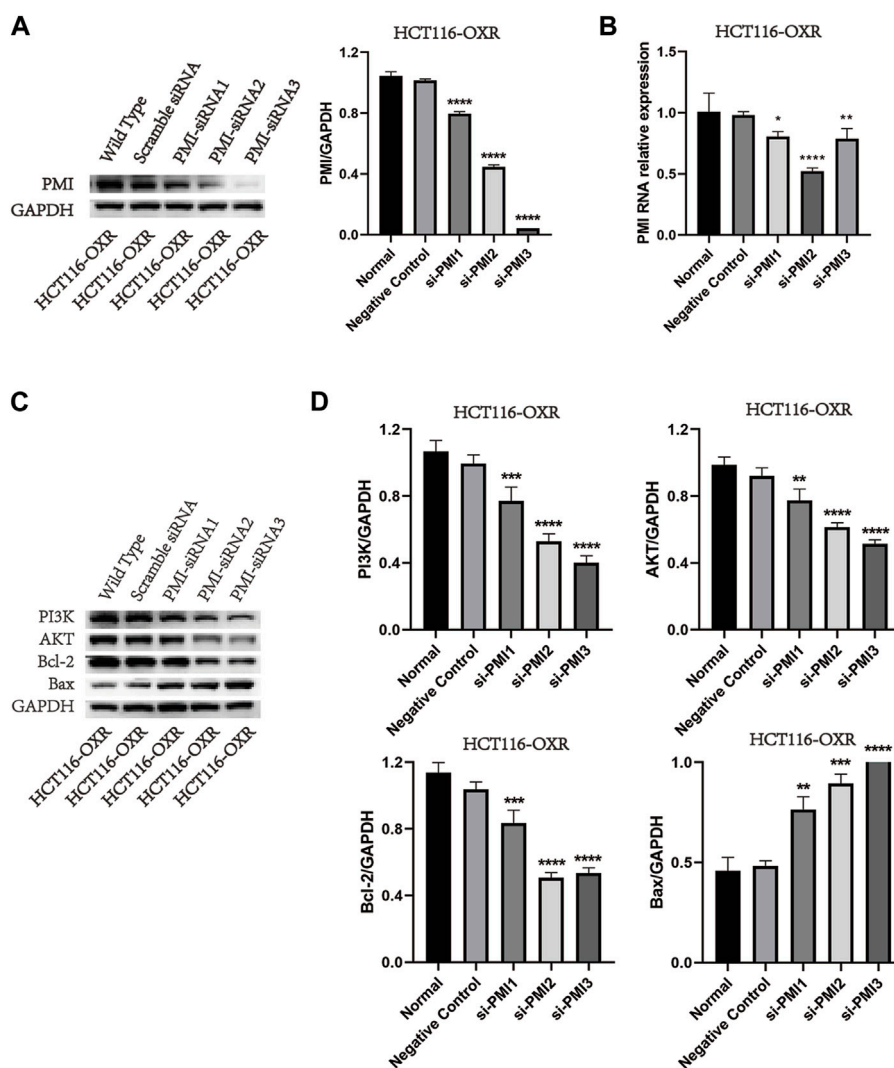 A
Wild Type
Scramble siRNA
PMI-siRNA1
PMI-siRNA2
PMI-siRNA3
PMI
GAPDH
HCT116-OXR
HCT116-OXR
HCT116-OXR
HCT116-OXR
HCT116-OXR
HCT116-OXR
PMI/GAPDH
1.2
0.8
0.4
0.0
****
****
****
Normal
Negative Control
si-PMI1
si-PMI2
si-PMI3
B
HCT116-OXR
PMI RNA relative expression
1.5
1.0
0.5
0.0
*
****
**
Normal
Negative Control
si-PMI1
si-PMI2
si-PMI3
C
Wild Type
Scramble siRNA
PMI-siRNA1
PMI-siRNA2
PMI-siRNA3
PI3K
AKT
Bcl-2
Bax
GAPDH
HCT116-OXR
HCT116-OXR
HCT116-OXR
HCT116-OXR
HCT116-OXR
D
HCT116-OXR
PI3K/GAPDH
1.2
0.8
0.4
0.0
***
****
****
Normal
Negative Control
si-PMI1
si-PMI2
si-PMI3
HCT116-OXR
AKT/GAPDH
1.2
0.8
0.4
0.0
**
****
****
Normal
Negative Control
si-PMI1
si-PMI2
si-PMI3
HCT116-OXR
Bcl-2/GAPDH
1.2
0.8
0.4
0.0
***
****
****
Normal
Negative Control
si-PMI1
si-PMI2
si-PMI3
HCT116-OXR
Bax/GAPDH
1.0
0.5
0.0
**
***
****
Normal
Negative Control
si-PMI1
si-PMI2
si-PMI3